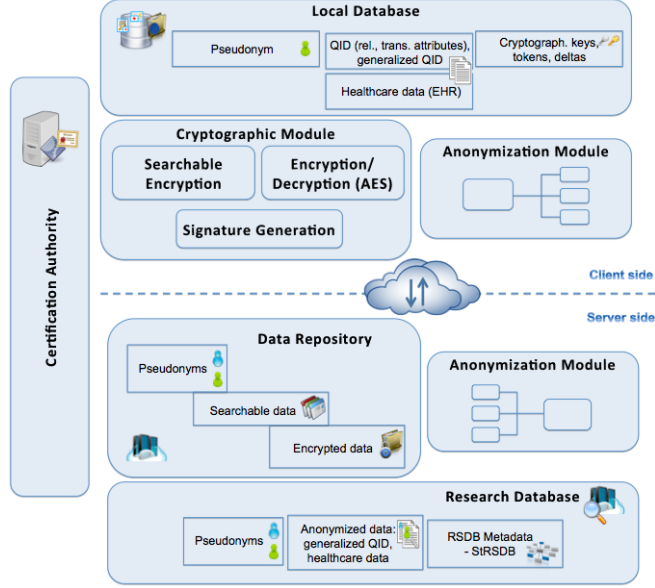 Local Database
Pseudonym
QID (rel., trans. attributes),
generalized QID
Cryptograph. keys,
tokens, deltas
Healthcare data (EHR)
Certification Authority
Cryptographic Module
Searchable
Encryption
Encryption/
Decryption (AES)
Signature Generation
Anonymization Module
Client side
Server side
Data Repository
Pseudonyms
Searchable data
Encrypted data
Anonymization Module
Research Database
Pseudonyms
Anonymized data:
generalized QID,
healthcare data
RSDB Metadata
- StRSDB